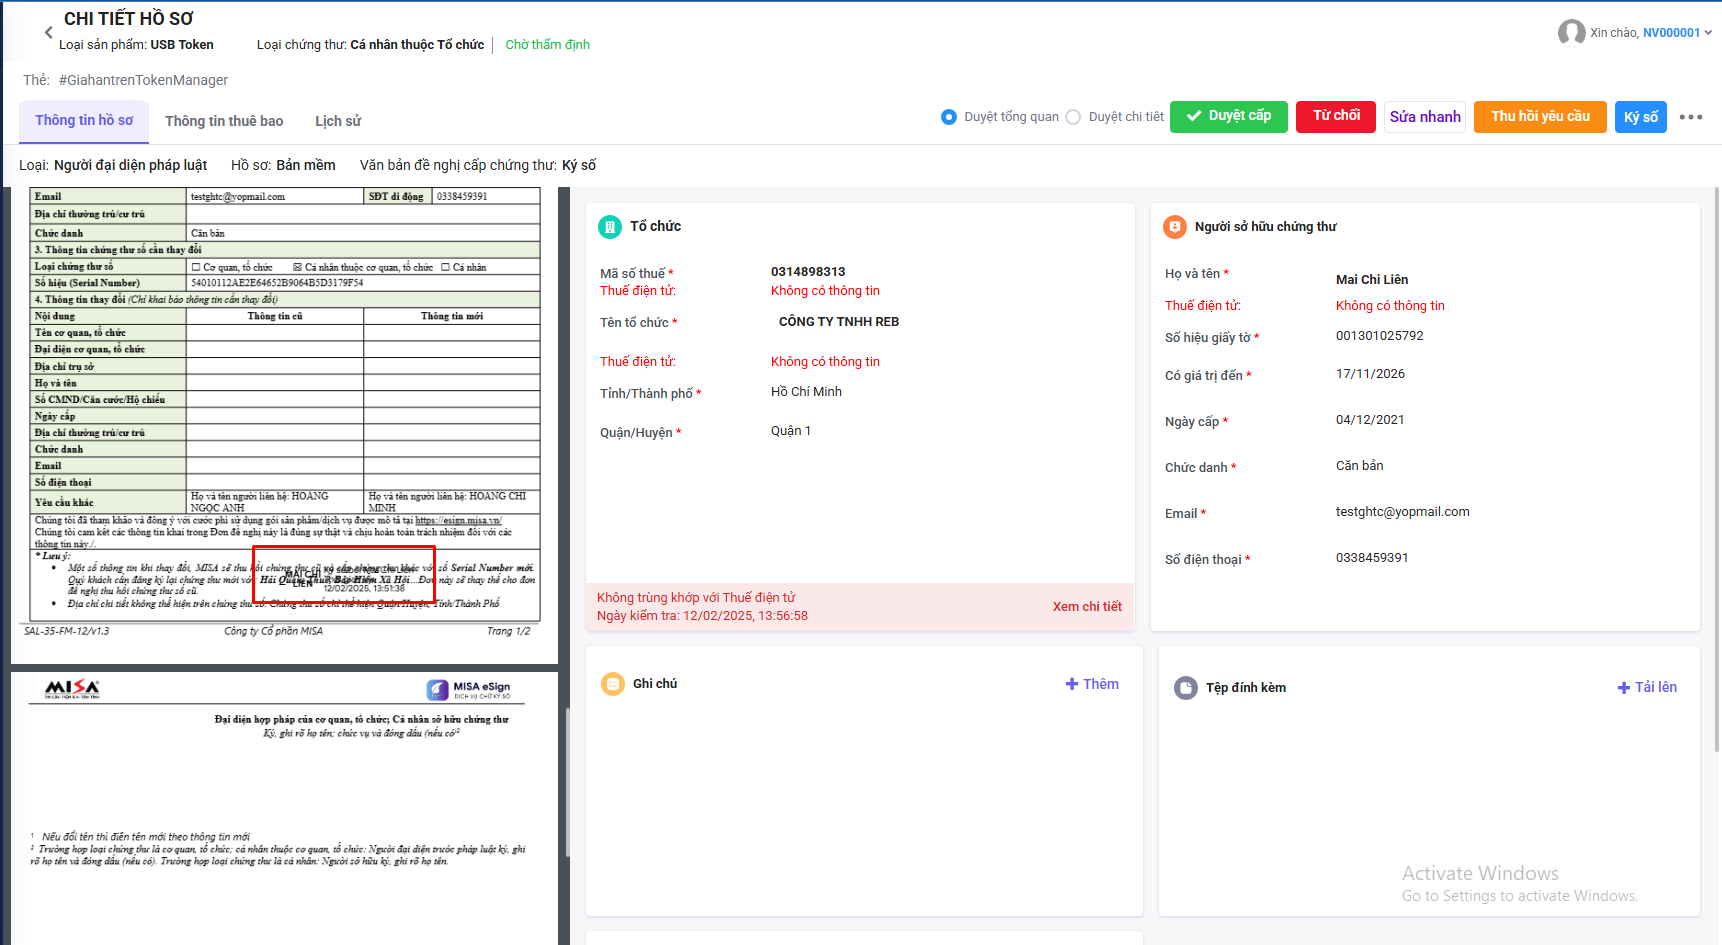 CHI TIẾT HỒ SƠ
Loại sản phẩm: USB Token Loại chứng thư: Cá nhân thuộc Tổ chức Chờ thẩm định
Xin chào, NV000001
Thẻ: #GiahantrenTokenManager
Thông tin hồ sơ Thông tin thuê bao Lịch sử
Duyệt tổng quan Duyệt chi tiết Duyệt cấp Từ chối Sửa nhanh Thu hồi yêu cầu Ký số
Loại: Người đại diện pháp luật Hồ sơ: Bản mềm Văn bản đề nghị cấp chứng thư: Ký số
Email testghtc@yopmail.com SĐT di động 0338459391
Địa chỉ thường trú/cư trú
Chức danh Căn bản
3. Thông tin chứng thư số cần thay đổi
Loại chứng thư số ☐ Cơ quan, tổ chức ☒ Cá nhân thuộc cơ quan, tổ chức ☐ Cá nhân
Số hiệu (Serial Number) 54010112AE2E64652B9064B5D3179F54
4. Thông tin thay đổi (Chỉ khai báo thông tin cần thay đổi)
Nội dung Thông tin cũ Thông tin mới
Tên cơ quan, tổ chức
Đại diện cơ quan, tổ chức
Địa chỉ trụ sở
Họ và tên
Số CMND/Căn cước/Hộ chiếu
Ngày cấp
Địa chỉ thường trú/cư trú
Chức danh
Email
Số điện thoại
Yêu cầu khác Họ và tên người liên hệ: HOÀNG NGỌC ANH Họ và tên người liên hệ: HOÀNG CHI MINH
Chúng tôi đã tham khảo và đồng ý với cước phí sử dụng gói sản phẩm/dịch vụ được mô tả tại https://esign.misa.vn/
Chúng tôi cam kết các thông tin khai trong Đơn đề nghị này là đúng sự thật và chịu hoàn toàn trách nhiệm đối với các
thông tin này./.
* Lưu ý:
• Một số thông tin khi thay đổi, MISA sẽ thu hồi chứng thư cũ và cấp chứng thư khác với số Serial Number mới.
Quý khách cần đăng ký lại chứng thư mới với: Hải Quan, Thuế, Bảo Hiểm Xã Hội...Đơn này sẽ thay thế cho đơn
đề nghị thu hồi chứng thư số cũ.
MAI CHI
LIÊN
12/02/2025, 13:51:38
• Địa chỉ chi tiết không thể hiện trên chứng thư số. Chứng thư số chỉ thể hiện Quận/Huyện, Tỉnh/Thành Phố
SAL-35-FM-12/v1.3 Công ty Cổ phần MISA Trang 1/2
MISA
MISA eSign
DỊCH VỤ CHỮ KÝ SỐ
Đại diện hợp pháp của cơ quan, tổ chức; Cá nhân sở hữu chứng thư
Ký, ghi rõ họ tên; chức vụ và đóng dấu (nếu có)2
1 Nếu đổi tên thì điền tên mới theo thông tin mới
2 Trường hợp loại chứng thư là cơ quan, tổ chức; cá nhân thuộc cơ quan, tổ chức: Người đại diện trước pháp luật ký, ghi
rõ họ tên và đóng dấu (nếu có). Trường hợp loại chứng thư là cá nhân: Người sở hữu ký, ghi rõ họ tên.
Tổ chức
Mã số thuế * 0314898313
Thuế điện tử: Không có thông tin
Tên tổ chức * CÔNG TY TNHH REB
Thuế điện tử: Không có thông tin
Tỉnh/Thành phố * Hồ Chí Minh
Quận/Huyện * Quận 1
Không trùng khớp với Thuế điện tử
Ngày kiểm tra: 12/02/2025, 13:56:58
Xem chi tiết
Người sở hữu chứng thư
Họ và tên * Mai Chi Liên
Thuế điện tử: Không có thông tin
Số hiệu giấy tờ * 001301025792
Có giá trị đến * 17/11/2026
Ngày cấp * 04/12/2021
Chức danh * Căn bản
Email * testghtc@yopmail.com
Số điện thoại * 0338459391
Ghi chú + Thêm
Tệp đính kèm + Tải lên
Activate Windows
Go to Settings to activate Windows.